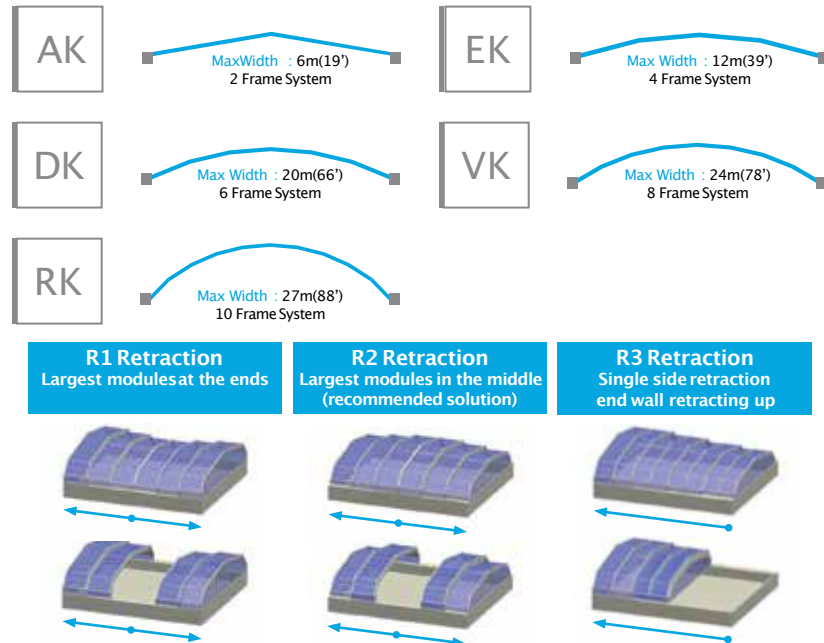 AK
MaxWidth : 6m(19’)
2 Frame System
EK
Max Width : 12m(39’)
4 Frame System
DK
Max Width : 20m(66’)
6 Frame System
VK
Max Width : 24m(78’)
8 Frame System
RK
Max Width : 27m(88’)
10 Frame System
R1 Retraction
Largest modules at the ends
R2 Retraction
Largest modules in the middle
(recommended solution)
R3 Retraction
Single side retraction
end wall retracting up